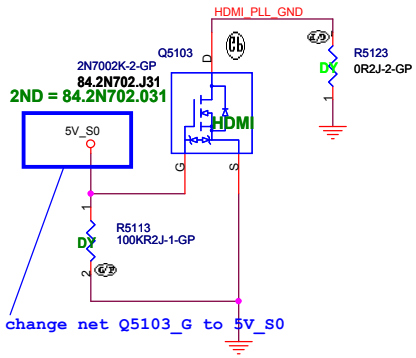 HDMI_PLL_GND
Q5103
2N7002K-2-GP
84.2N702.J31
2ND = 84.2N702.031
D
R5123
DY
0R2J-2-GP
1
HDMI
5V_S0
G
S
1
R5113
DY
100KR2J-1-GP
2
G/P
change net Q5103_G to 5V_S0